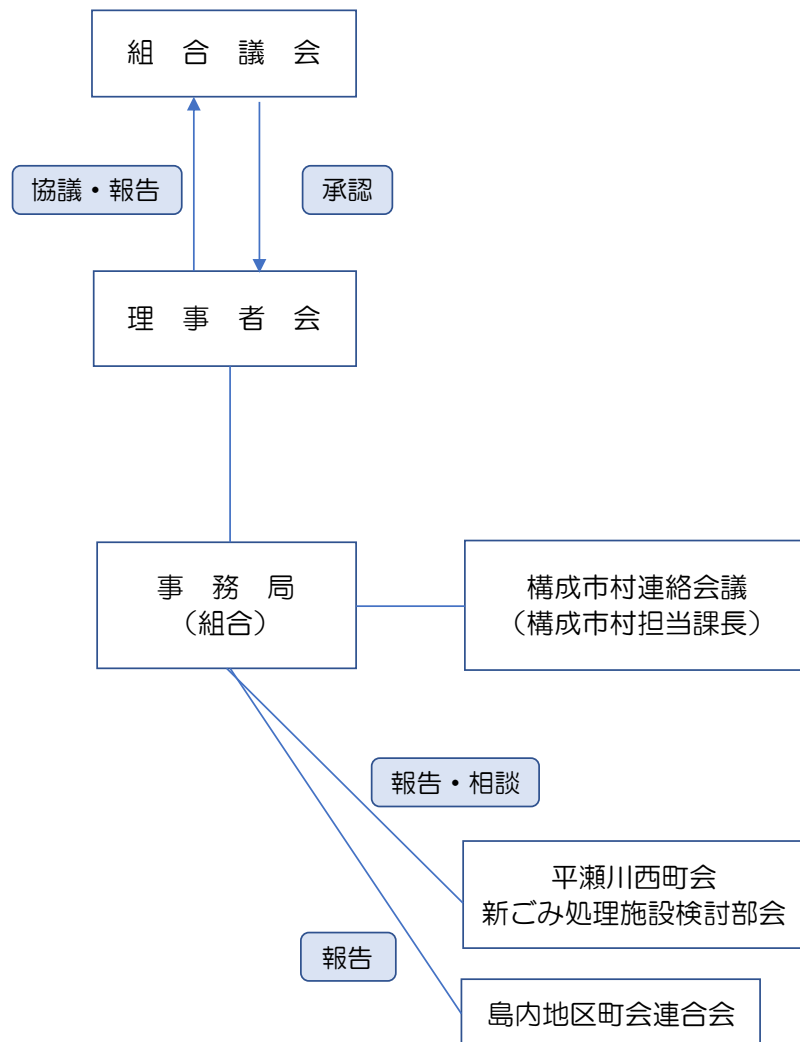 組　合　議　会
協議・報告
承認
理　事　者　会
事　務　局
（組合）
構成市村連絡会議
（構成市村担当課長）
報告・相談
平瀬川西町会
新ごみ処理施設検討部会
報告
島内地区町会連合会